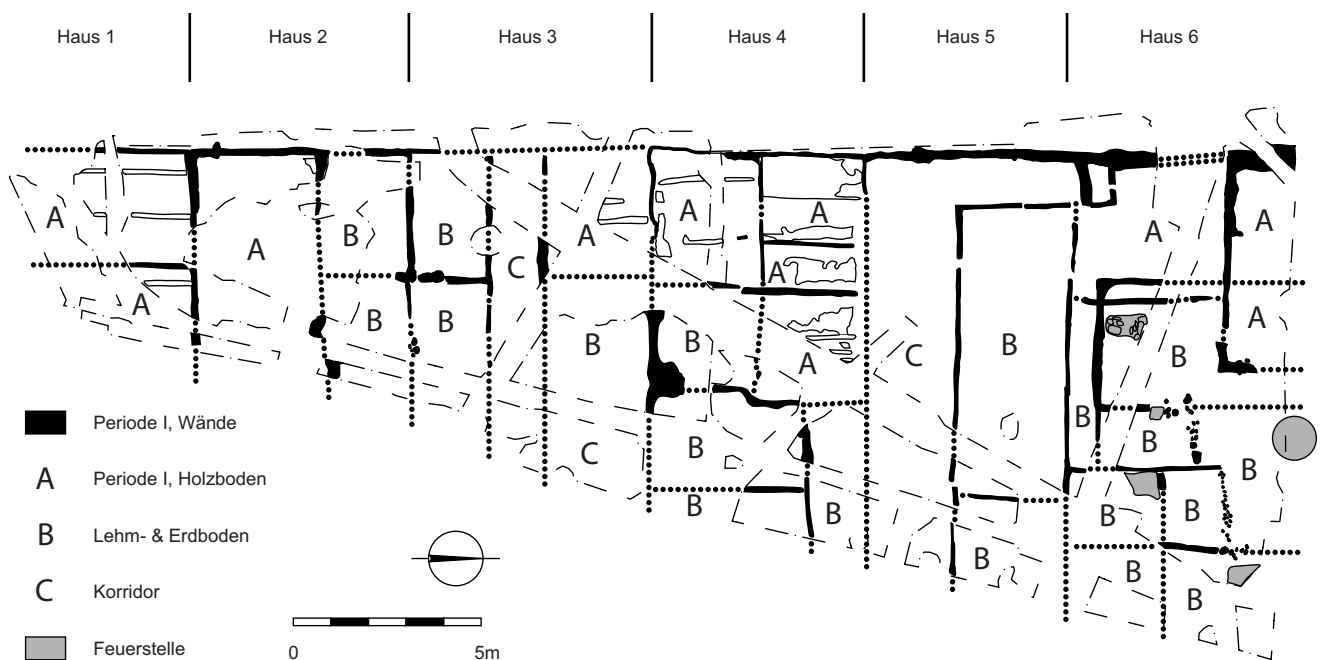 Haus 1 Haus 2 Haus 3 Haus 4 Haus 5 Haus 6
A A B B C A A A A B C B A A
A B B B B A B B A
B B
C B B B B
B B B B
B B B B
Periode I, Wände
A Periode I, Holzboden
B Lehm- & Erdboden
C Korridor
Feuerstelle
0 5m